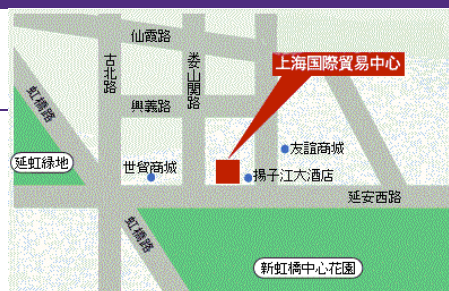 仙霞路
古北路
婁山關路
上海国際貿易中心
虹橋路
興義路
友誼商城
延虹緑地
世貿商城
揚子江大酒店
延安西路
虹橋路
新虹橋中心花園